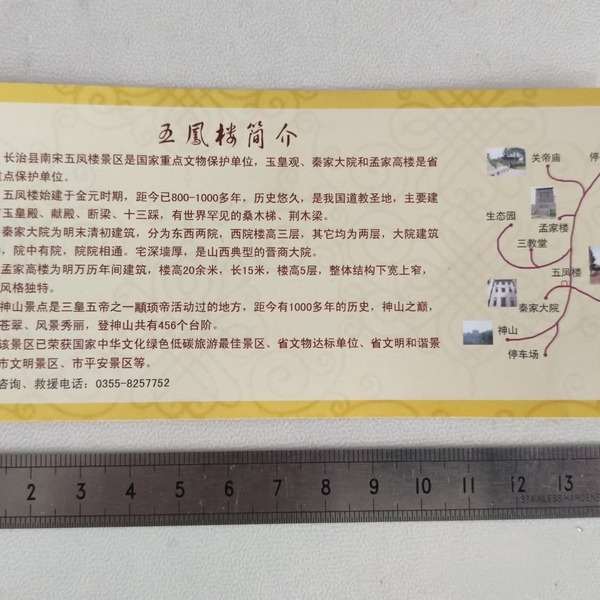 五鳳楼简介
长治县南宋五凤楼景区是国家重点文物保护单位，玉皇观、秦家大院和孟家高楼是省
重点保护单位。
五凤楼始建于金元时期，距今已800-1000多年，历史悠久，是我国道教圣地，主要建
玉皇殿、献殿、断梁、十三踩，有世界罕见的桑木梯、荆木梁。
秦家大院为明末清初建筑，分为东西两院，西院楼高三层，其它均为两层，大院建筑
，院中有院，院院相通。宅深墙厚，是山西典型的晋商大院。
孟家高楼为明万历年间建筑，楼高20余米，长15米，楼高5层，整体结构下宽上窄，
风格独特。
神山景点是三皇五帝之一顓顼帝活动过的地方，距今有1000多年的历史，神山之巅，
苍翠、风景秀丽，登神山共有456个台阶。
该景区已荣获国家中华文化绿色低碳旅游最佳景区、省文物达标单位、省文明和谐景
市文明景区、市平安景区等。
咨询、救援电话：0355-8257752
关帝庙
停
生态园
孟家楼
三教堂
五凤楼
秦家大院
神山
停车场
2 3 4 5 6 7 8 9 10 11 12 13
STAINLESS HARDENE